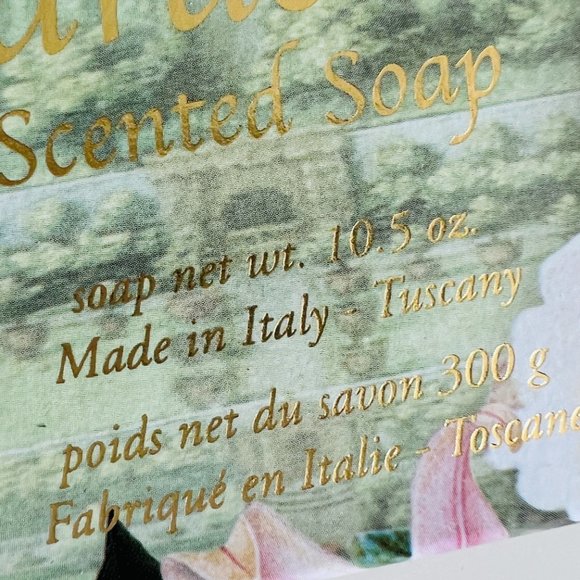 Scented Soap
soap net wt. 10.5 oz.
Made in Italy - Tuscany
poids net du savon 300 g
Fabriqué en Italie - Toscane